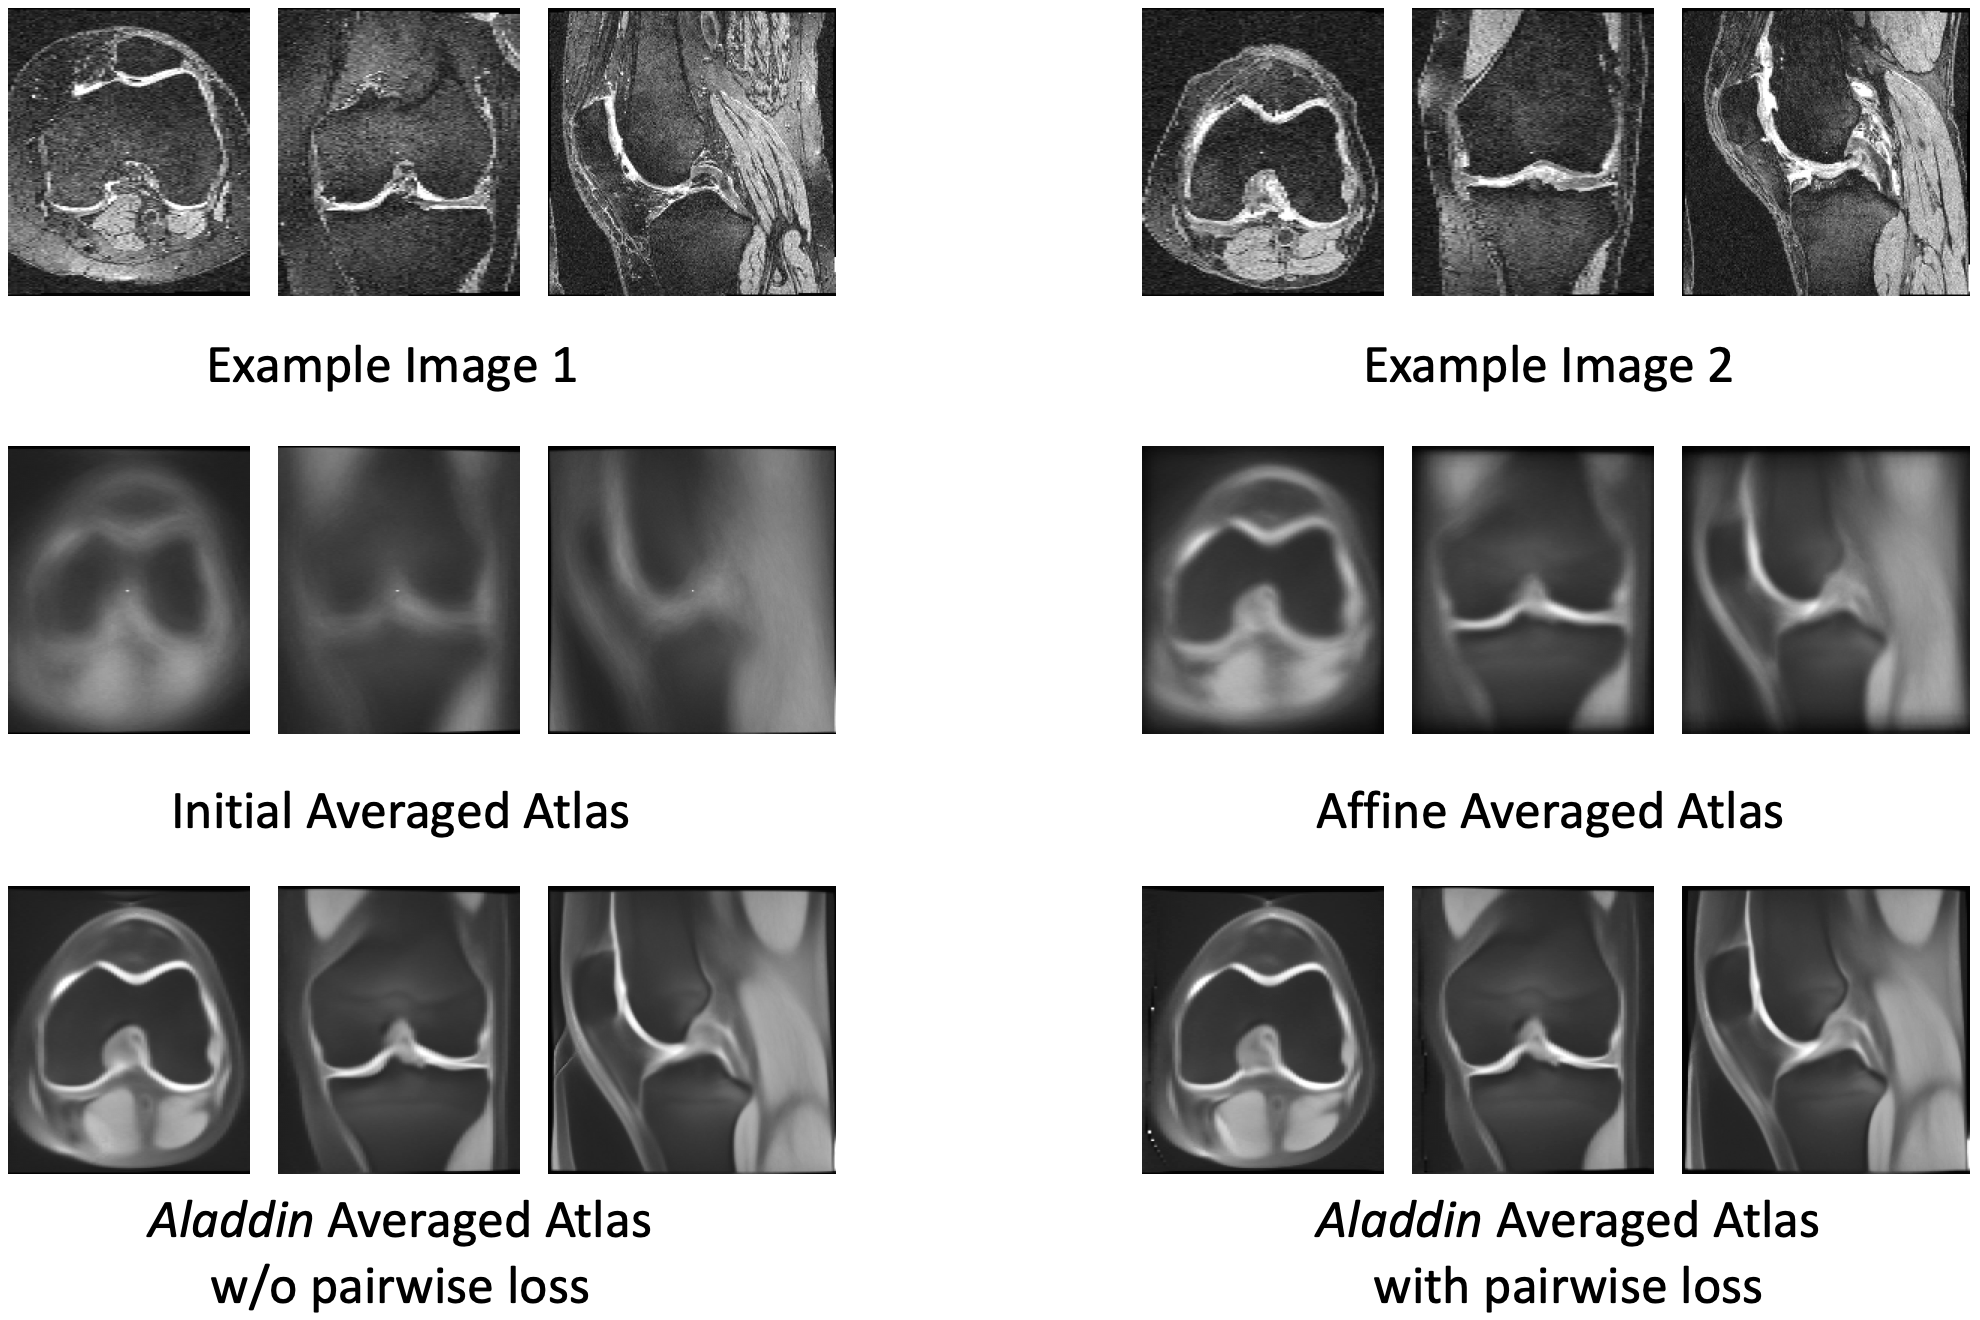 Example Image 1
Example Image 2
Initial Averaged Atlas
Affine Averaged Atlas
Aladdin Averaged Atlas
w/o pairwise loss
Aladdin Averaged Atlas
with pairwise loss